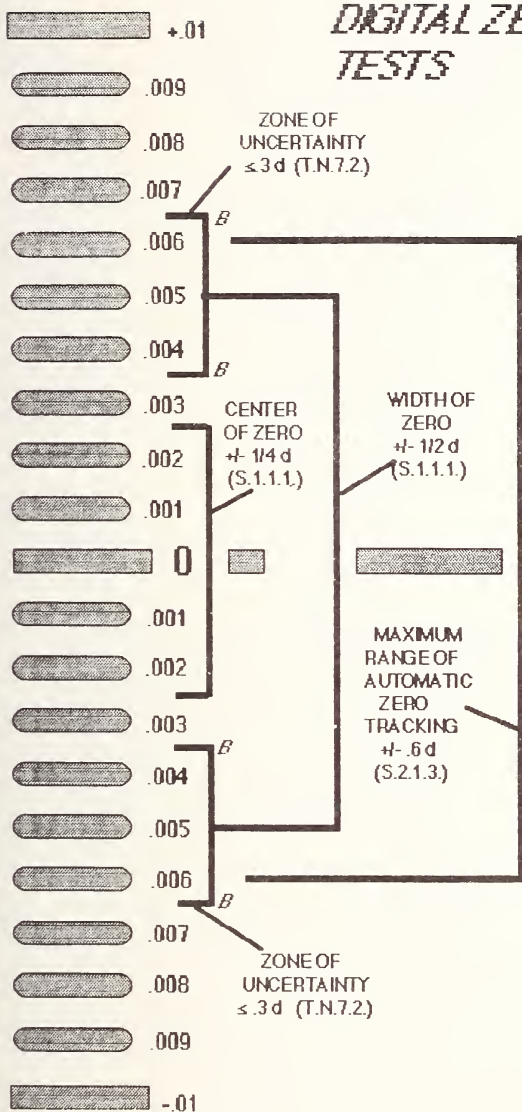 DIGITAL ZE
TESTS
+.01
.009
.008
.007
.006
.005
.004
.003
.002
.001
0
.001
.002
.003
.004
.005
.006
.007
.008
.009
-.01
ZONE OF
UNCERTAINTY
≤.3 d (T.N.7.2.)
B
B
CENTER
OF ZERO
+/- 1/4 d
(S.1.1.1.)
WIDTH OF
ZERO
+/- 1/2 d
(S.1.1.1.)
MAXIMUM
RANGE OF
AUTOMATIC
ZERO
TRACKING
+/- .6 d
(S.2.1.3.)
B
B
ZONE OF
UNCERTAINTY
≤ .3 d (T.N.7.2.)